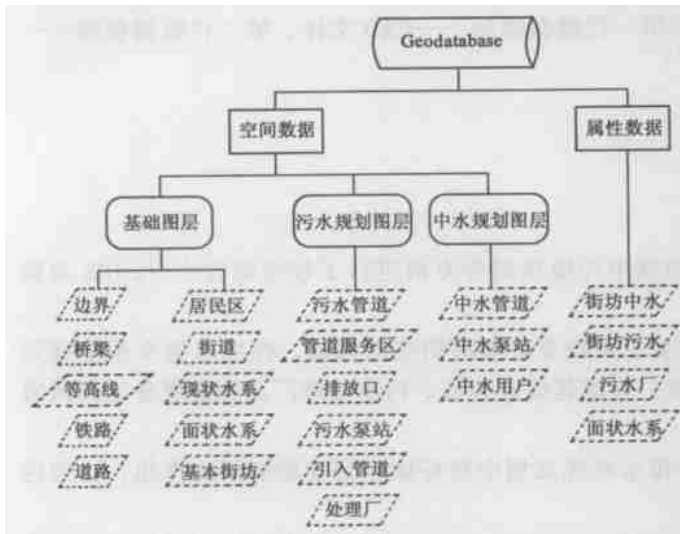 Geodatabase
空间数据
属性数据
基础图层
污水规划图层
中水规划图层
边界
居民区
污水管道
中水管道
街坊中水
桥梁
街道
管道服务区
中水泵站
街坊污水
等高线
现状水系
排放口
中水用户
污水厂
铁路
面状水系
污水泵站
面状水系
道路
基本街坊
引入管道
处理厂